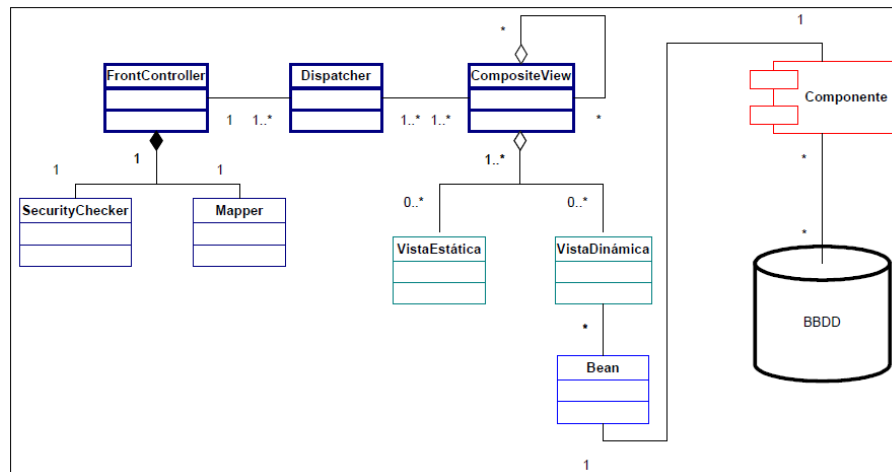 *
1
FrontController
Dispatcher
CompositeView
Componente
1
1..*
1..*
1..*
*
1
1
1
1..*
*
SecurityChecker
Mapper
0..*
0..*
*
VistaEstática
VistaDinámica
BBDD
*
Bean
1